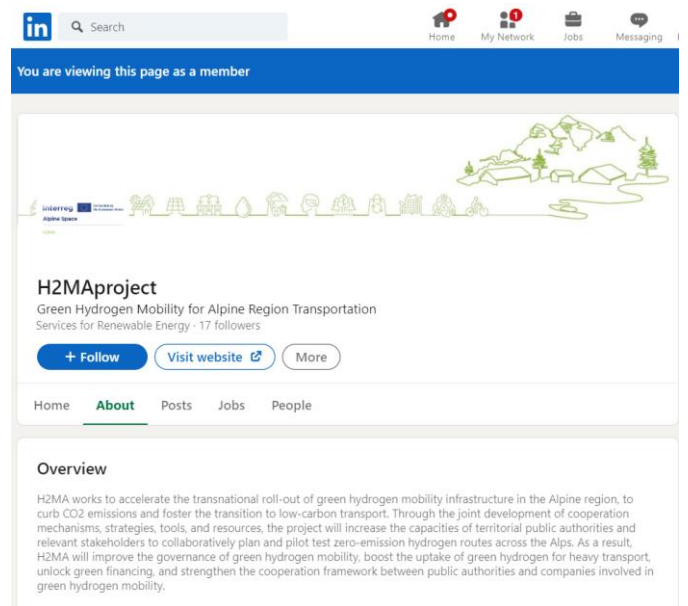 in
Search
Home
My Network
Jobs
Messaging
You are viewing this page as a member
Interreg
Alpine Space
H2MAproject
Green Hydrogen Mobility for Alpine Region Transportation
Services for Renewable Energy · 17 followers
+ Follow
Visit website
More
Home
About
Posts
Jobs
People
Overview
H2MA works to accelerate the transnational roll-out of green hydrogen mobility infrastructure in the Alpine region, to
curb CO2 emissions and foster the transition to low-carbon transport. Through the joint development of cooperation
mechanisms, strategies, tools, and resources, the project will increase the capacities of territorial public authorities and
relevant stakeholders to collaboratively plan and pilot test zero-emission hydrogen routes across the Alps. As a result,
H2MA will improve the governance of green hydrogen mobility, boost the uptake of green hydrogen for heavy transport,
unlock green financing, and strengthen the cooperation framework between public authorities and companies involved in
green hydrogen mobility.